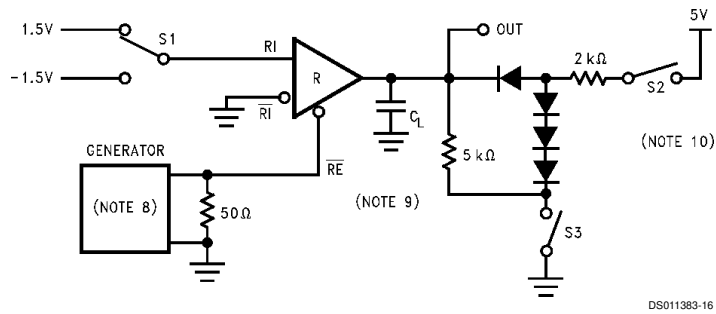 5V
1.5V
S1
OUT
RI
2 kΩ
R
S2
-1.5V
RI
CL
(NOTE 10)
GENERATOR
5 kΩ
RE
(NOTE 8)
50Ω
(NOTE 9)
S3
DS011383-16